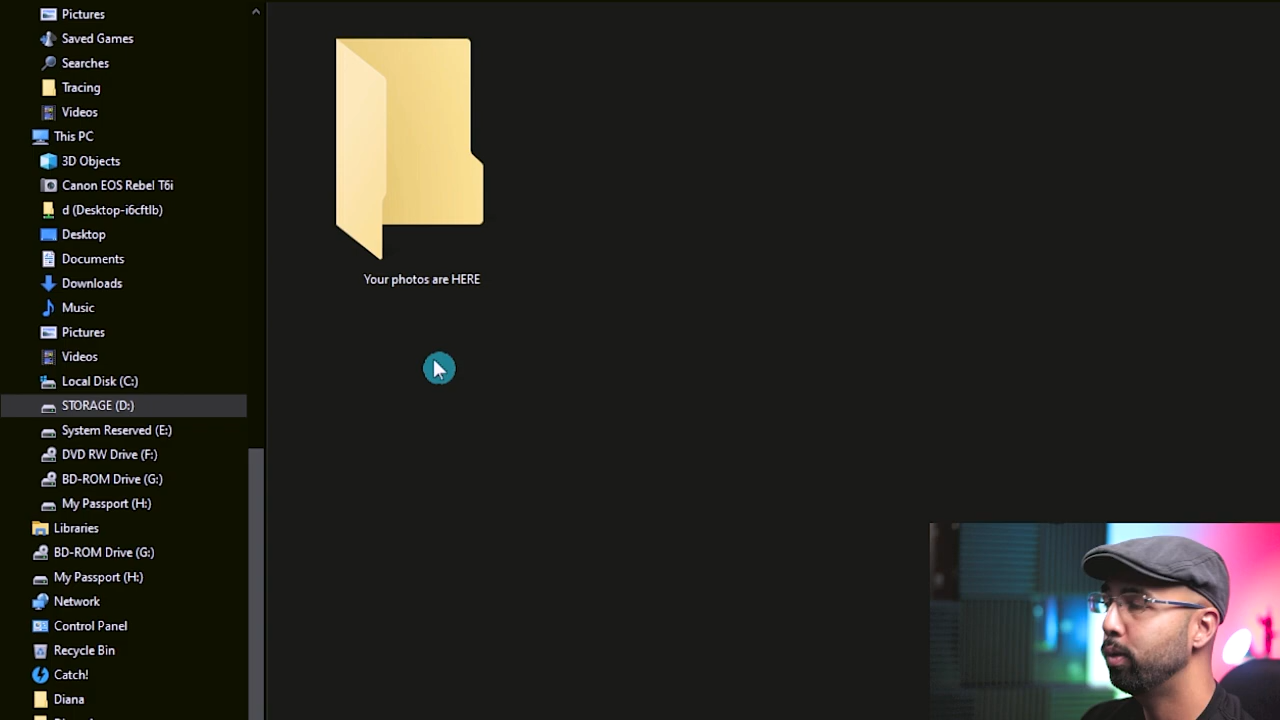 Pictures
Saved Games
Searches
Tracing
Videos
This PC
3D Objects
Canon EOS Rebel T6i
d (Desktop-i6cftlb)
Desktop
Documents
Downloads
Music
Pictures
Videos
Local Disk (C:)
STORAGE (D:)
System Reserved (E:)
DVD RW Drive (F:)
BD-ROM Drive (G:)
My Passport (H:)
Libraries
BD-ROM Drive (G:)
My Passport (H:)
Network
Control Panel
Recycle Bin
Catch!
Diana
Your photos are HERE